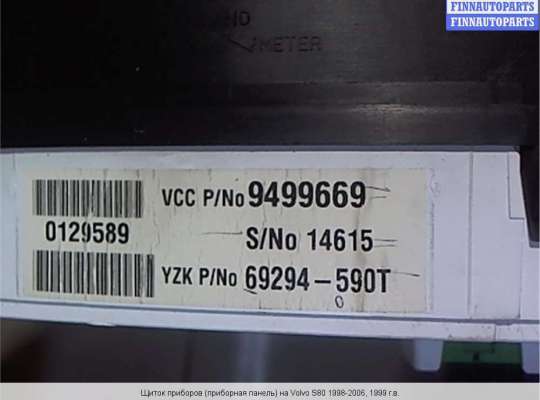 FINNAUTOPARTS
FINNAUTOPARTS
METER
VCC P/No 9499669
0129589
S/No 14615
YZK P/No 69294-590T
Щиток приборов (приборная панель) на Volvo S80 1998-2006, 1999 г.в.